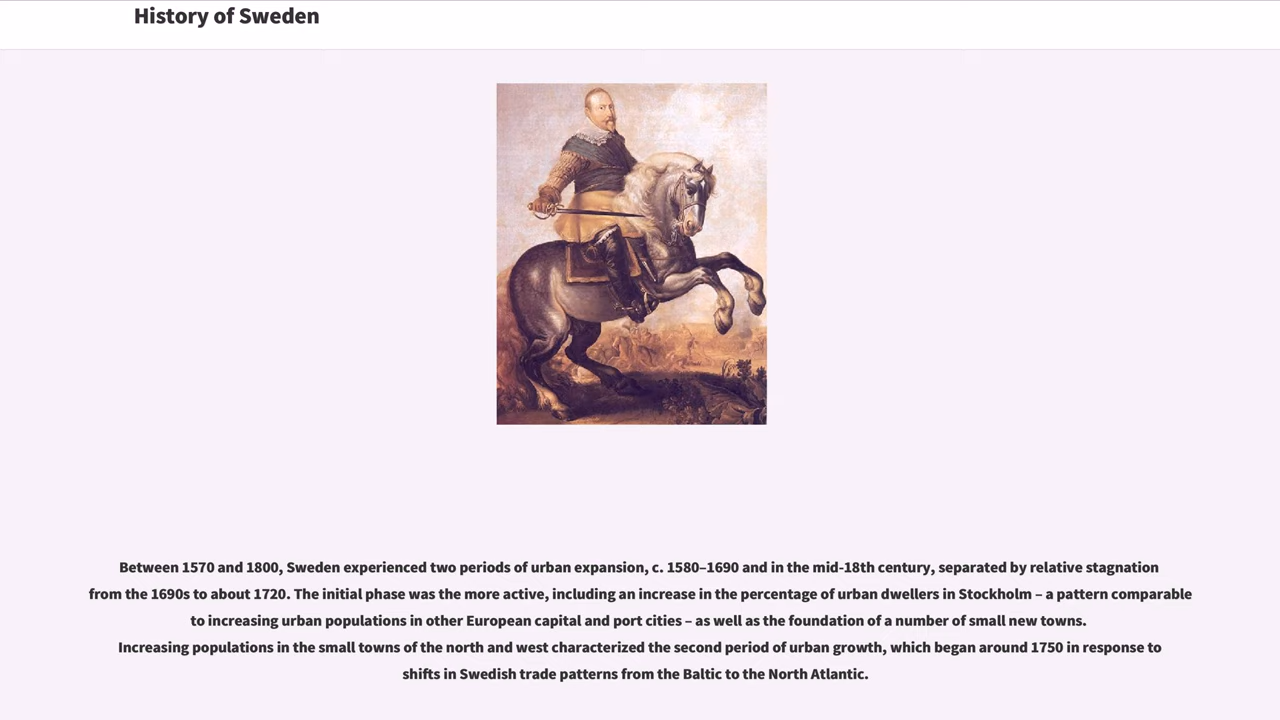 History of Sweden
Between 1570 and 1800, Sweden experienced two periods of urban expansion, c. 1580–1690 and in the mid-18th century, separated by relative stagnation
from the 1690s to about 1720. The initial phase was the more active, including an increase in the percentage of urban dwellers in Stockholm – a pattern comparable
to increasing urban populations in other European capital and port cities – as well as the foundation of a number of small new towns.
Increasing populations in the small towns of the north and west characterized the second period of urban growth, which began around 1750 in response to
shifts in Swedish trade patterns from the Baltic to the North Atlantic.